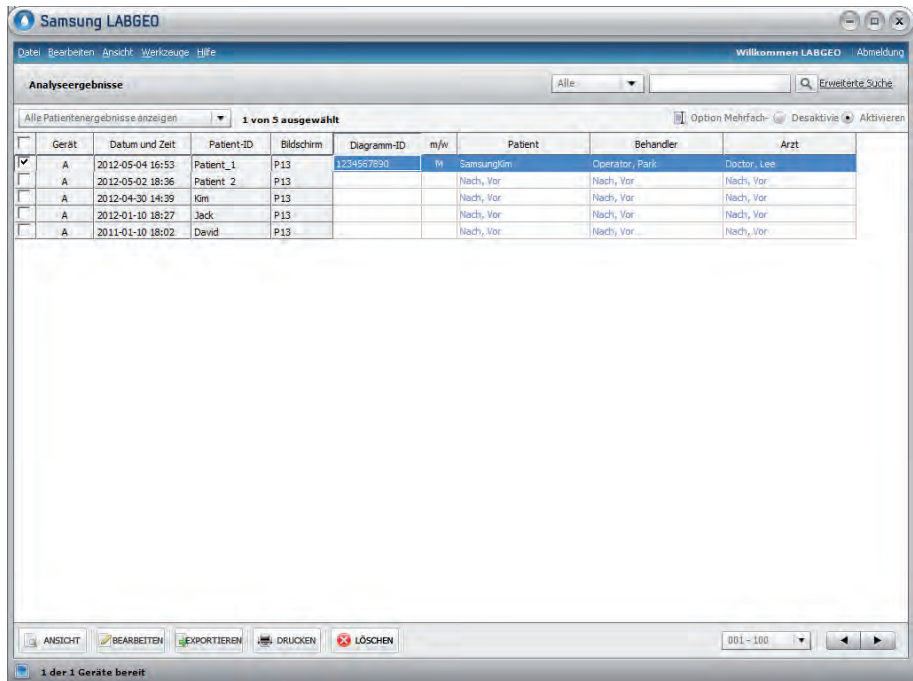 Samsung LABGEO
Datei Bearbeiten Ansicht Werkzeuge Hilfe Willkommen LABGEO Abmeldung
Analyseergebnisse Alle Erweiterte Suche
Alle Patientenergebnisse anzeigen 1 von 5 ausgewählt Option Mehrfach- Desaktivie Aktivieren
Gerät Datum und Zeit Patient-ID Bildschirm Diagramm-ID m/w Patient Behandler Arzt
A 2012-05-04 16:53 Patient_1 P13 1234567890 M SamsungKim Operator, Park Doctor, Lee
A 2012-05-02 18:36 Patient 2 P13 Nach, Vor Nach, Vor Nach, Vor
A 2012-04-30 14:39 Kim P13 Nach, Vor Nach, Vor Nach, Vor
A 2012-01-10 18:27 Jack P13 Nach, Vor Nach, Vor Nach, Vor
A 2011-01-10 18:02 David P13 Nach, Vor Nach, Vor Nach, Vor
ANSICHT BEARBEITEN EXPORTIEREN DRUCKEN LÖSCHEN 001 - 100
1 der 1 Geräte bereit